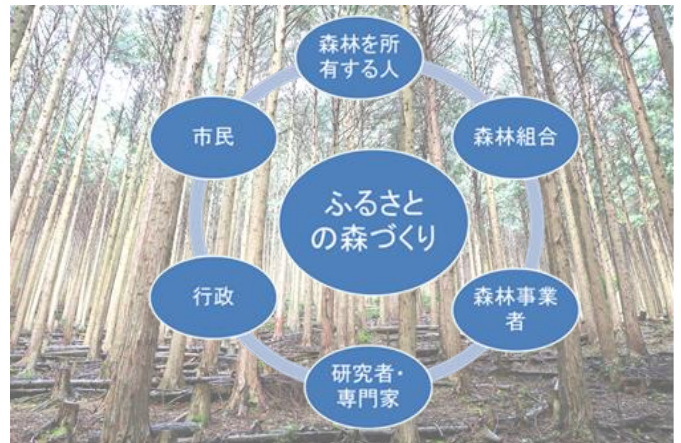 森林を所
有する人
森林組合
森林事業
者
研究者・
専門家
行政
市民
ふるさと
の森づくり